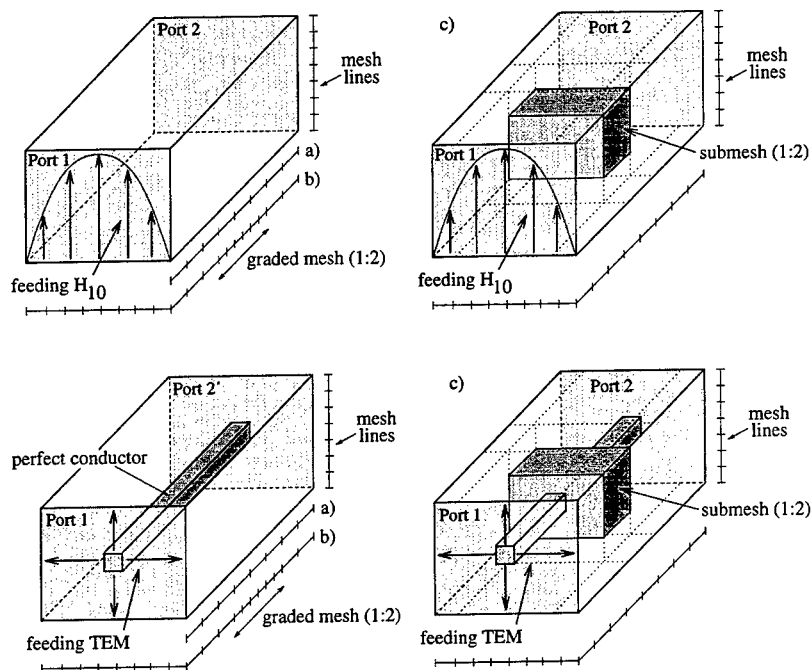 Port 2
mesh
lines
Port 1
a)
b)
graded mesh (1:2)
feeding H10
c)
Port 2
mesh
lines
Port 1
submesh (1:2)
feeding H10
Port 2
mesh
lines
perfect conductor
Port 1
a)
b)
graded mesh (1:2)
feeding TEM
c)
Port 2
mesh
lines
Port 1
submesh (1:2)
feeding TEM